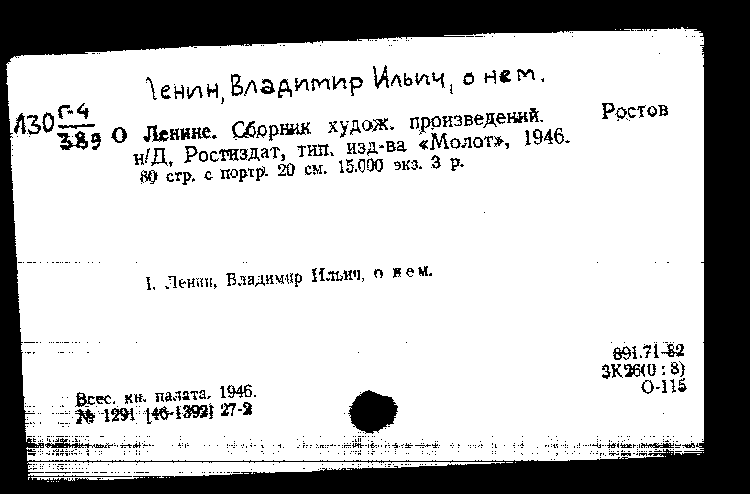 Ленин, Владимир Ильич, о нем.
Л30 Г-4
389
О Ленине. Сборник худож. произведений. Ростов
н/Д, Ростиздат, тип. изд-ва «Молот», 1946.
80 стр. с портр. 20 см. 15.000 экз. 3 р.
I. Ленин, Владимир Ильич, о нем.
891.71-82
3К26(0 : 8)
О-115
Всес. кн. палата. 1946.
№ 1291 [46-1392] 27-2